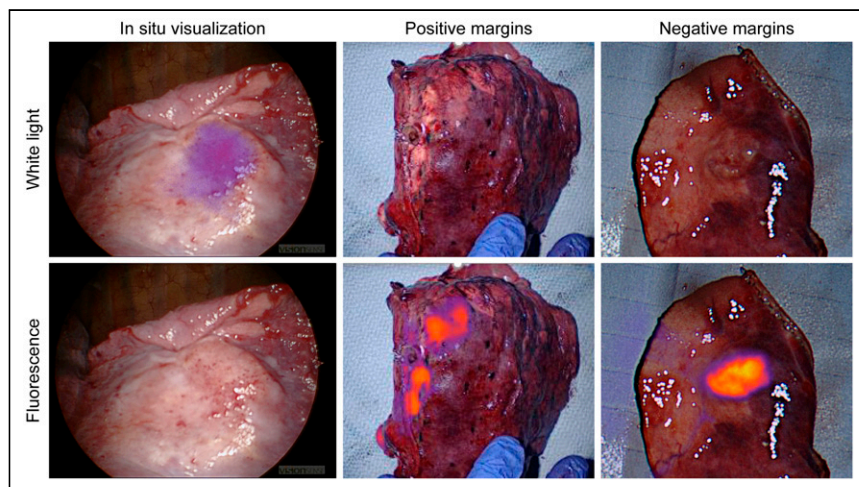 In situ visualization
Positive margins
Negative margins
White light
Fluorescence